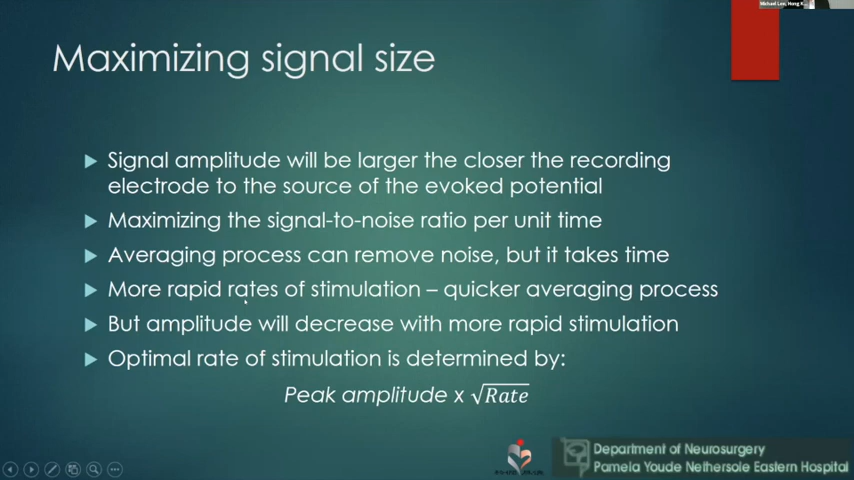 Michael Lee, Hung K...
Maximizing signal size
Signal amplitude will be larger the closer the recording
electrode to the source of the evoked potential
Maximizing the signal-to-noise ratio per unit time
Averaging process can remove noise, but it takes time
More rapid rates of stimulation – quicker averaging process
But amplitude will decrease with more rapid stimulation
Optimal rate of stimulation is determined by:
Peak amplitude x √Rate
Department of Neurosurgery
Pamela Youde Nethersole Eastern Hospital